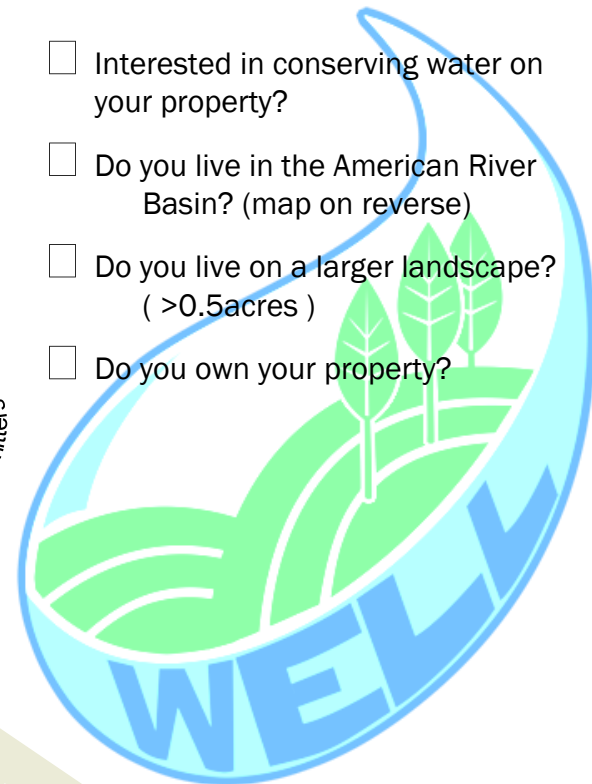 Interested in conserving water on
your property?
Do you live in the American River
Basin? (map on reverse)
Do you live on a larger landscape?
( >0.5acres )
Do you own your property?
WELL